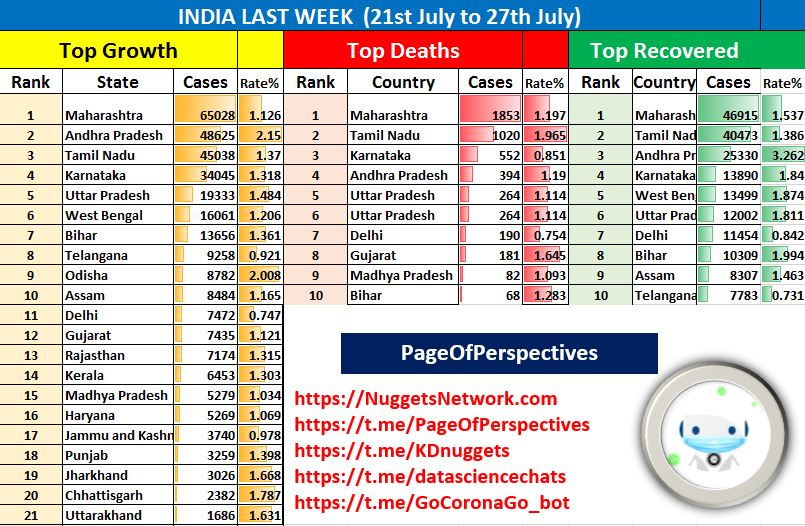 INDIA LAST WEEK (21st July to 27th July)
Top Growth
Rank State Cases Rate%
1 Maharashtra 65028 1.126
2 Andhra Pradesh 48625 2.15
3 Tamil Nadu 45038 1.37
4 Karnataka 34045 1.318
5 Uttar Pradesh 19333 1.484
6 West Bengal 16061 1.206
7 Bihar 13656 1.361
8 Telangana 9258 0.921
9 Odisha 8782 2.008
10 Assam 8484 1.165
11 Delhi 7472 0.747
12 Gujarat 7435 1.121
13 Rajasthan 7174 1.315
14 Kerala 6453 1.303
15 Madhya Pradesh 5279 1.034
16 Haryana 5269 1.069
17 Jammu and Kashn 3740 0.978
18 Punjab 3259 1.398
19 Jharkhand 3026 1.668
20 Chhattisgarh 2382 1.787
21 Uttarakhand 1686 1.631
Top Deaths
Rank Country Cases Rate%
1 Maharashtra 1853 1.197
2 Tamil Nadu 1020 1.965
3 Karnataka 552 0.851
4 Andhra Pradesh 394 1.19
5 Uttar Pradesh 264 1.114
6 Uttar Pradesh 264 1.114
7 Delhi 190 0.754
8 Gujarat 181 1.645
9 Madhya Pradesh 82 1.093
10 Bihar 68 1.283
Top Recovered
Rank Country Cases Rate%
1 Maharash 46915 1.537
2 Tamil Nad 40473 1.386
3 Andhra Pr 25330 3.262
4 Karnataka 13890 1.84
5 West Ben 13499 1.874
6 Uttar Prad 12002 1.811
7 Delhi 11454 0.842
8 Bihar 10309 1.994
9 Assam 8307 1.463
10 Telangana 7783 0.731
PageOfPerspectives
https://NuggetsNetwork.com
https://t.me/PageOfPerspectives
https://t.me/KDnuggets
https://t.me/datasciencechats
https://t.me/GoCoronaGo_bot